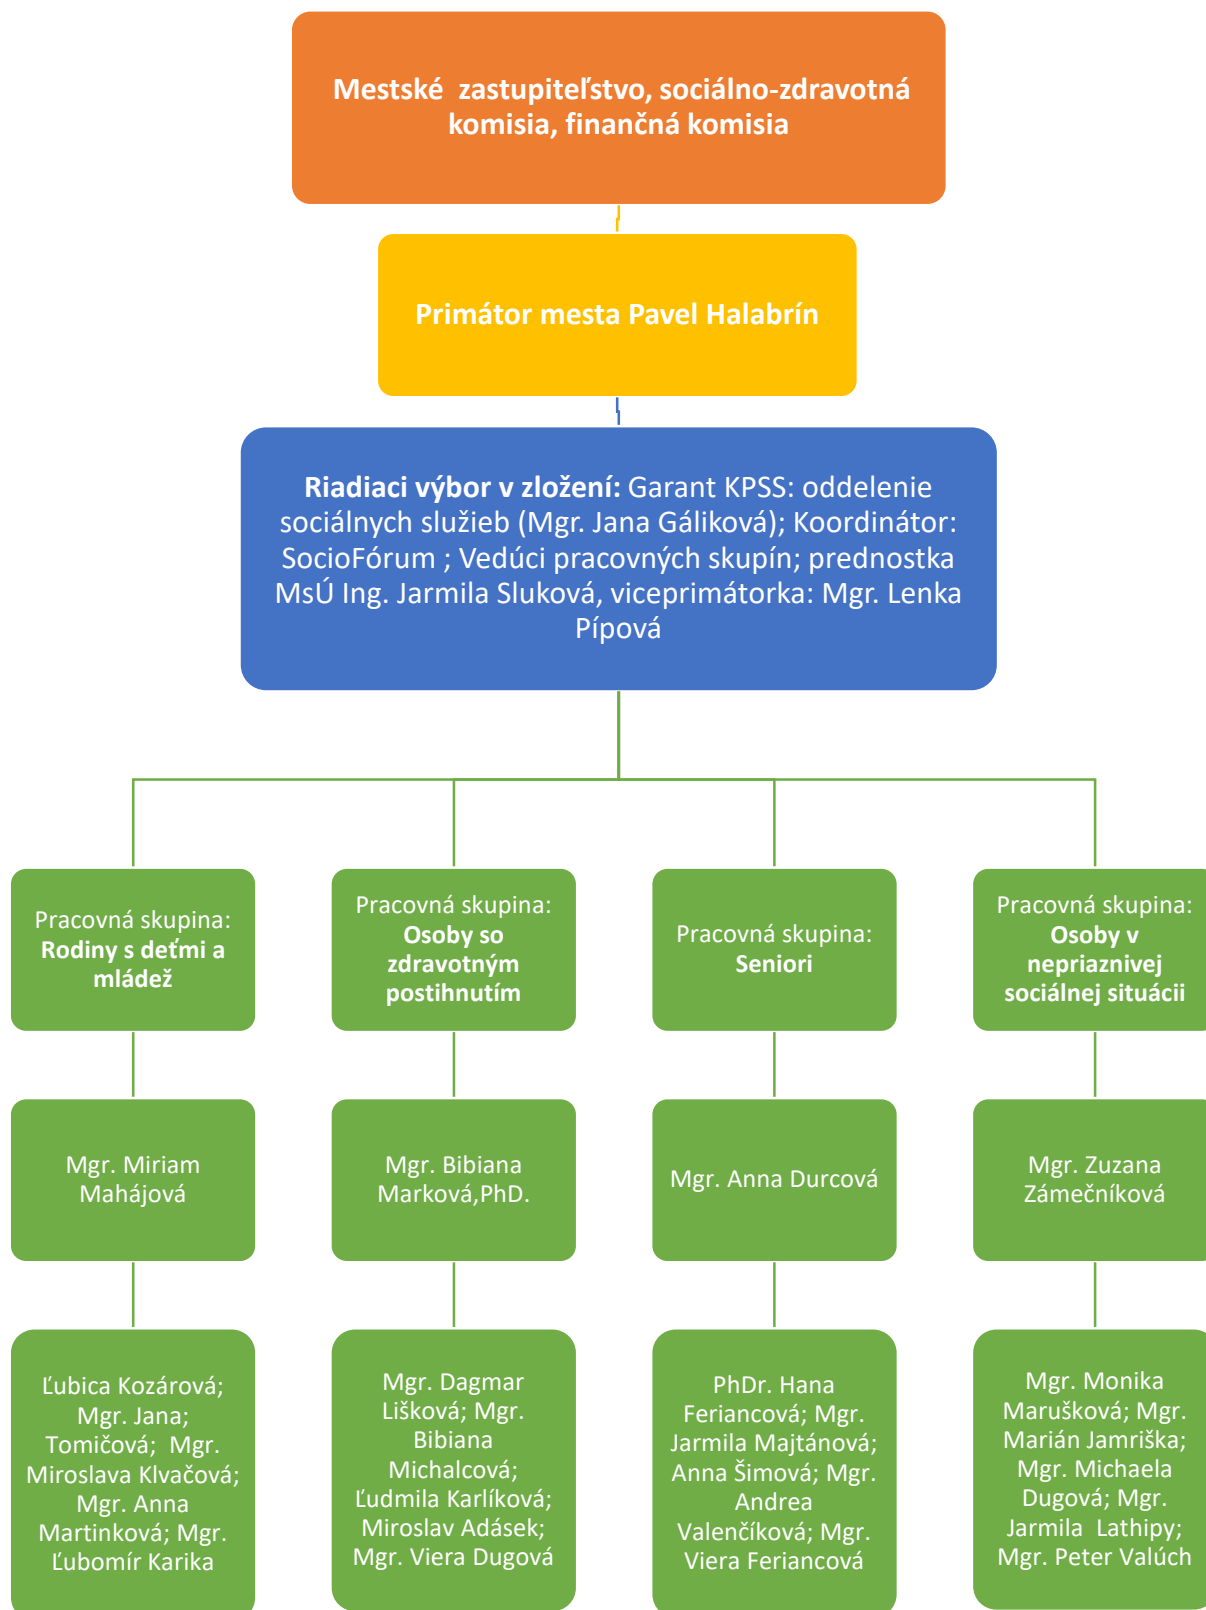 Mestské  zastupiteľstvo, sociálno-zdravotná
komisia, finančná komisia
Primátor mesta Pavel Halabrín
Riadiaci výbor v zložení: Garant KPSS: oddelenie
sociálnych služieb (Mgr. Jana Gáliková); Koordinátor:
SocioFórum ; Vedúci pracovných skupín; prednostka
MsÚ Ing. Jarmila Sluková, viceprimátorka: Mgr. Lenka
Pípová
Pracovná skupina:
Rodiny s deťmi a
mládež
Pracovná skupina:
Osoby so
zdravotným
postihnutím
Pracovná skupina:
Seniori
Pracovná skupina:
Osoby v
nepriaznivej
sociálnej situácii
Mgr. Miriam
Mahájová
Mgr. Bibiana
Marková,PhD.
Mgr. Anna Durcová
Mgr. Zuzana
Zámečníková
Ľubica Kozárová;
Mgr. Jana;
Tomičová;  Mgr.
Miroslava Klvačová;
Mgr. Anna
Martinková; Mgr.
Ľubomír Karika
Mgr. Dagmar
Lišková; Mgr.
Bibiana
Michalcová;
Ľudmila Karlíková;
Miroslav Adásek;
Mgr. Viera Dugová
PhDr. Hana
Feriancová; Mgr.
Jarmila Majtánová;
Anna Šimová; Mgr.
Andrea
Valenčíková; Mgr.
Viera Feriancová
Mgr. Monika
Marušková; Mgr.
Marián Jamriška;
Mgr. Michaela
Dugová; Mgr.
Jarmila  Lathipy;
Mgr. Peter Valúch